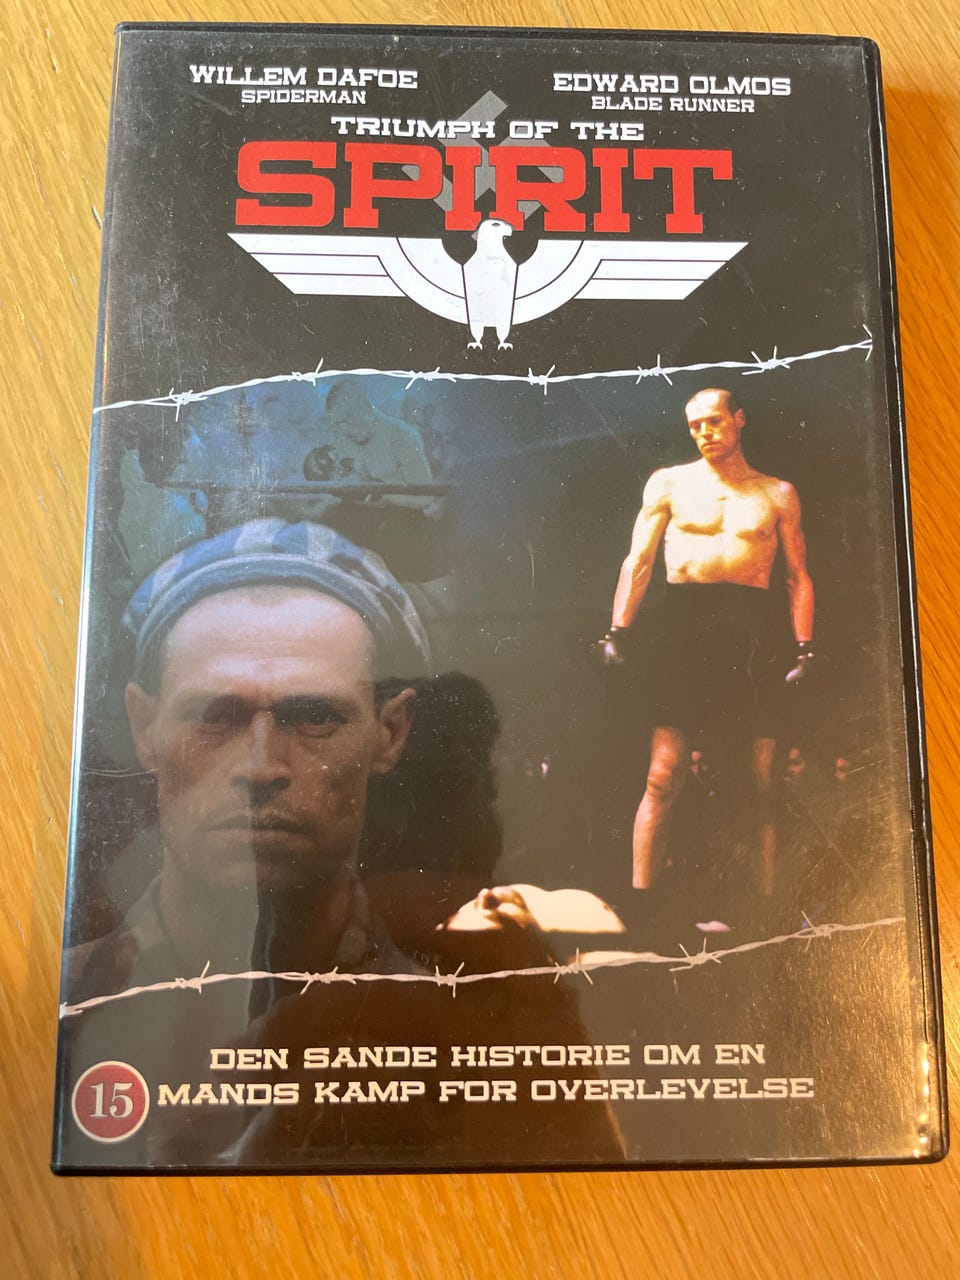 WILLEM DAFOE
SPIDERMAN
EDWARD OLMOS
BLADE RUNNER
TRIUMPH OF THE
SPIRIT
DEN SANDE HISTORIE OM EN
MANDS KAMP FOR OVERLEVELSE
15